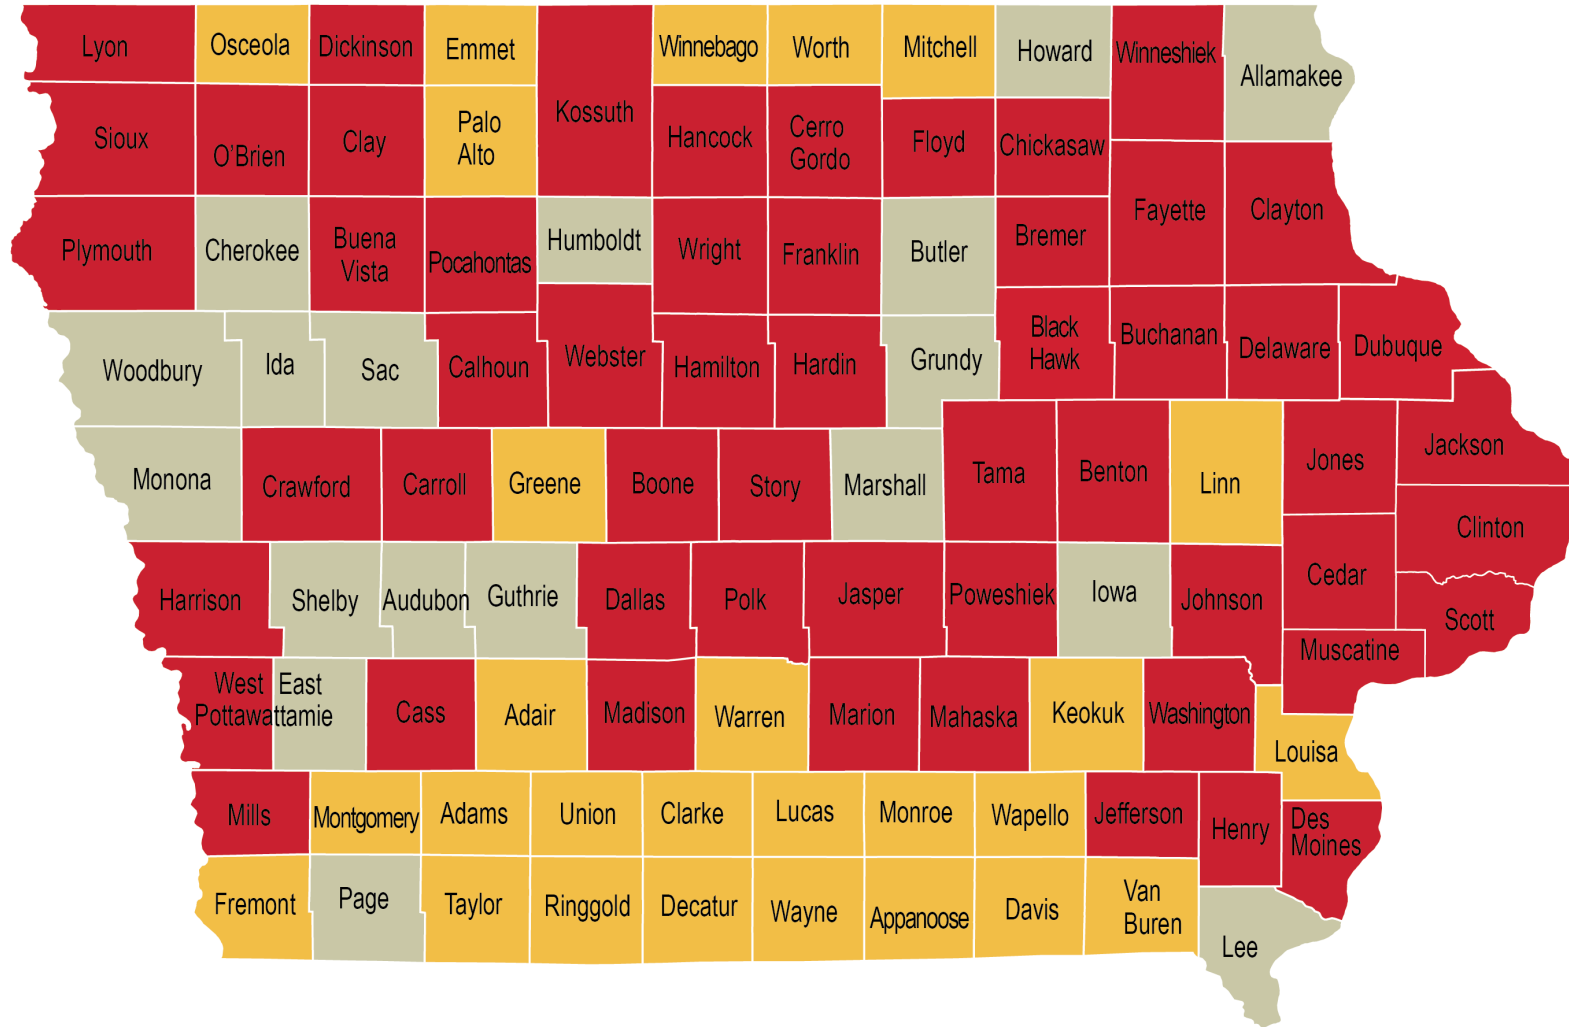 Lyon
Osceola
Dickinson
Emmet
Kossuth
Winnebago
Worth
Mitchell
Howard
Winneshiek
Allamakee
Sioux
O'Brien
Clay
Palo
Alto
Hancock
Cerro
Gordo
Floyd
Chickasaw
Fayette
Clayton
Plymouth
Cherokee
Buena
Vista
Pocahontas
Humboldt
Wright
Franklin
Butler
Bremer
Woodbury
Ida
Sac
Calhoun
Webster
Hamilton
Hardin
Grundy
Black
Hawk
Buchanan
Delaware
Dubuque
Monona
Crawford
Carroll
Greene
Boone
Story
Marshall
Tama
Benton
Linn
Jones
Jackson
Clinton
Harrison
Shelby
Audubon
Guthrie
Dallas
Polk
Jasper
Poweshiek
Iowa
Johnson
Cedar
Scott
Muscatine
West East
Pottawattamie
Cass
Adair
Madison
Warren
Marion
Mahaska
Keokuk
Washington
Louisa
Mills
Montgomery
Adams
Union
Clarke
Lucas
Monroe
Wapello
Jefferson
Henry
Des
Moines
Fremont
Page
Taylor
Ringgold
Decatur
Wayne
Appanoose
Davis
Van
Buren
Lee